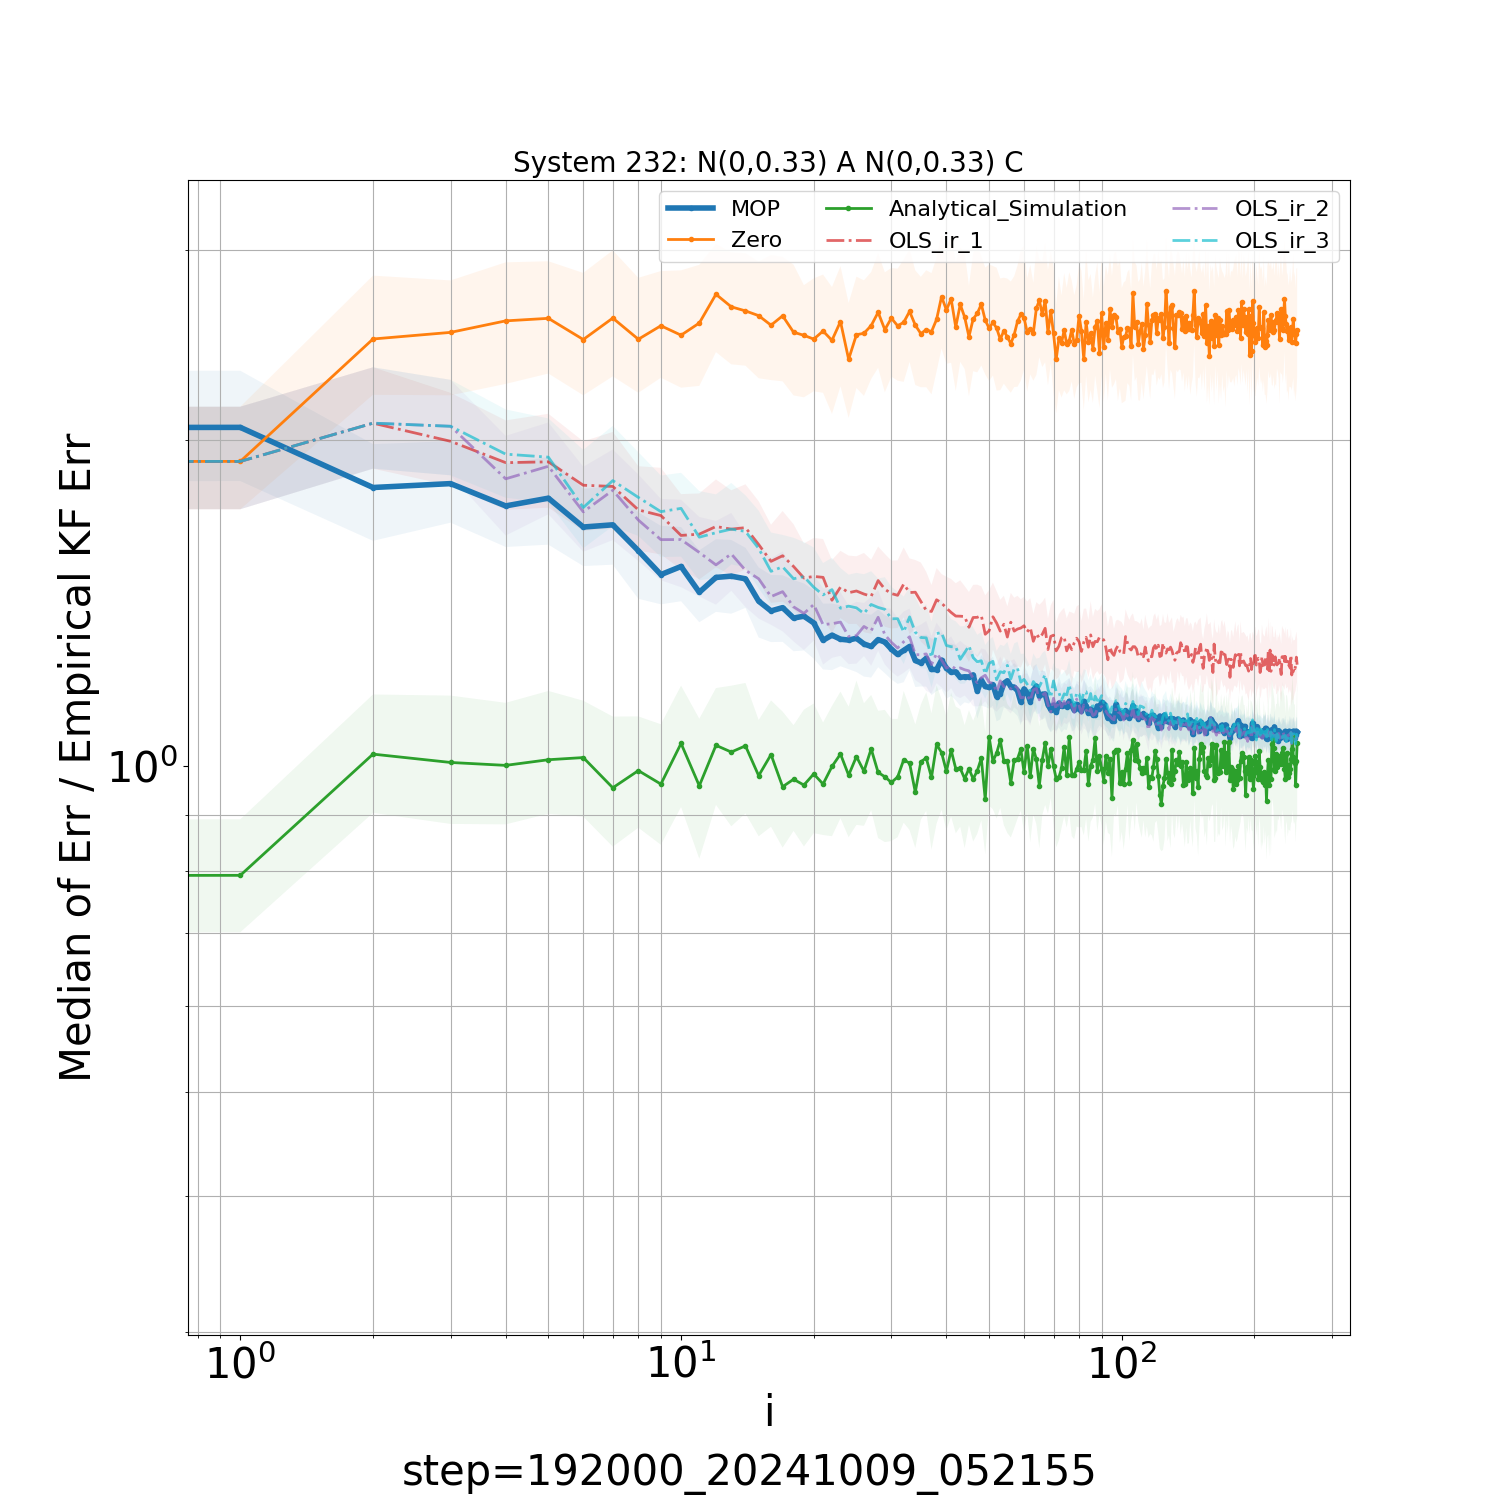 System 232: N(0,0.33) A N(0,0.33) C
MOP
Zero
Analytical_Simulation
OLS_ir_1
OLS_ir_2
OLS_ir_3
Median of Err / Empirical KF Err
10⁰
10⁰
10¹
10²
i
step=192000_20241009_052155